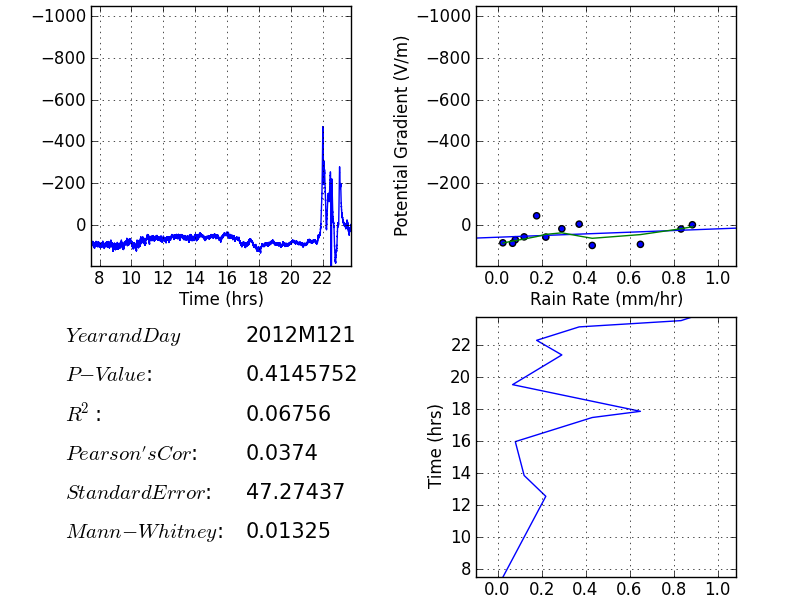 −1000
−800
−600
−400
−200
0
8 10 12 14 16 18 20 22
Time (hrs)
Potential Gradient (V/m)
−1000
−800
−600
−400
−200
0
0.0 0.2 0.4 0.6 0.8 1.0
Rain Rate (mm/hr)
YearandDay 2012M121
P−Value: 0.4145752
R²: 0.06756
Pearson'sCor: 0.0374
StandardError: 47.27437
Mann−Whitney: 0.01325
Time (hrs)
22
20
18
16
14
12
10
8
0.0 0.2 0.4 0.6 0.8 1.0